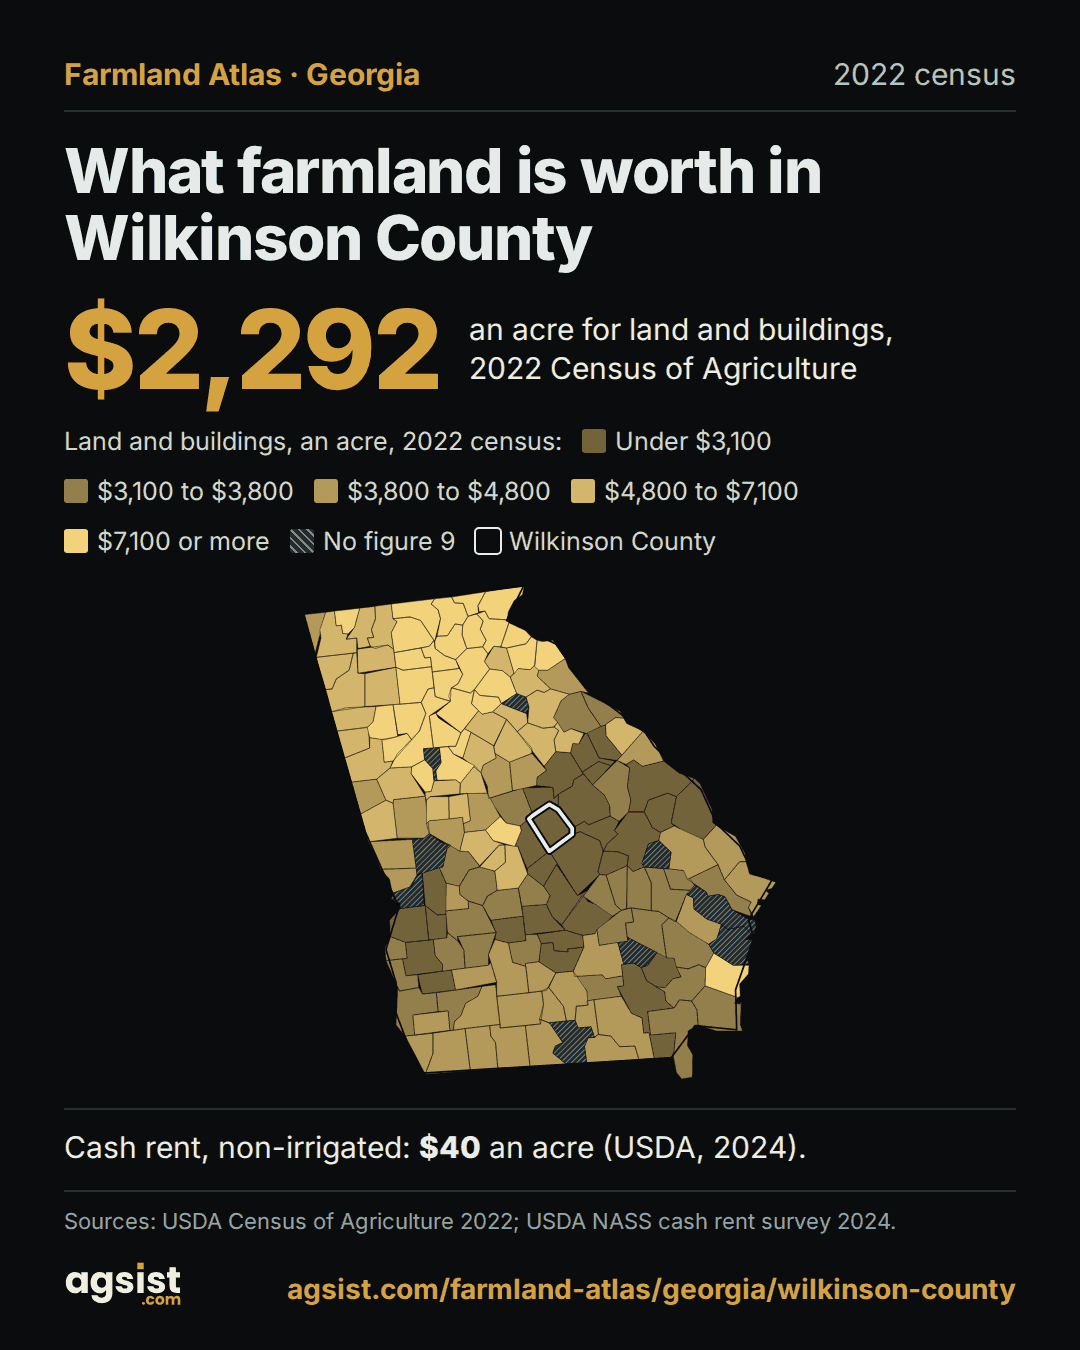 Farmland Atlas · Georgia
2022 census
What farmland is worth in
Wilkinson County
$2,292
an acre for land and buildings,
2022 Census of Agriculture
Land and buildings, an acre, 2022 census: Under $3,100
$3,100 to $3,800 $3,800 to $4,800 $4,800 to $7,100
$7,100 or more No figure 9 Wilkinson County
Cash rent, non-irrigated: $40 an acre (USDA, 2024).
Sources: USDA Census of Agriculture 2022; USDA NASS cash rent survey 2024.
agsist
.com
agsist.com/farmland-atlas/georgia/wilkinson-county